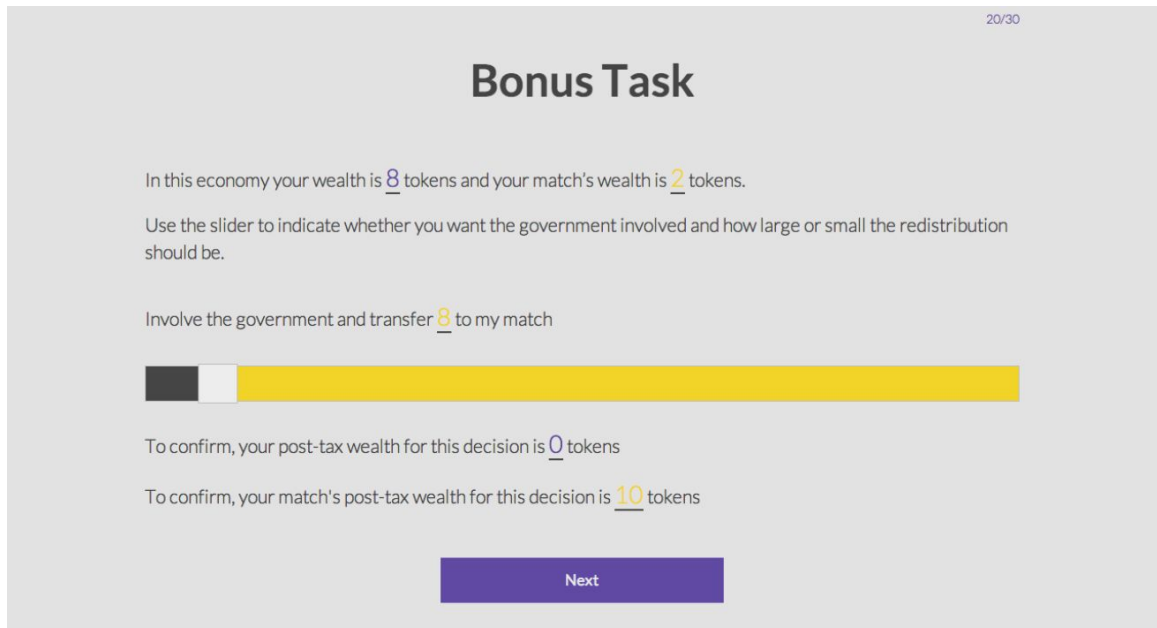 20/30
Bonus Task
In this economy your wealth is 8 tokens and your match's wealth is 2 tokens.
Use the slider to indicate whether you want the government involved and how large or small the redistribution
should be.
Involve the government and transfer 8 to my match
To confirm, your post-tax wealth for this decision is 0 tokens
To confirm, your match's post-tax wealth for this decision is 10 tokens
Next